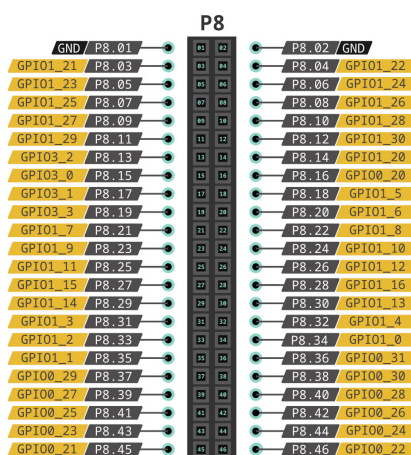 P8
GND P8.01 01 02 P8.02 GND
GPIO1_21 P8.03 03 04 P8.04 GPIO1_22
GPIO1_23 P8.05 05 06 P8.06 GPIO1_24
GPIO1_25 P8.07 07 08 P8.08 GPIO1_26
GPIO1_27 P8.09 09 10 P8.10 GPIO1_28
GPIO1_29 P8.11 11 12 P8.12 GPIO1_30
GPIO3_2 P8.13 13 14 P8.14 GPIO1_20
GPIO3_0 P8.15 15 16 P8.16 GPIO0_20
GPIO3_1 P8.17 17 18 P8.18 GPIO1_5
GPIO3_3 P8.19 19 20 P8.20 GPIO1_6
GPIO1_7 P8.21 21 22 P8.22 GPIO1_8
GPIO1_9 P8.23 23 24 P8.24 GPIO1_10
GPIO1_11 P8.25 25 26 P8.26 GPIO1_12
GPIO1_15 P8.27 27 28 P8.28 GPIO1_16
GPIO1_14 P8.29 29 30 P8.30 GPIO1_13
GPIO1_3 P8.31 31 32 P8.32 GPIO1_4
GPIO1_2 P8.33 33 34 P8.34 GPIO1_0
GPIO1_1 P8.35 35 36 P8.36 GPIO0_31
GPIO0_29 P8.37 37 38 P8.38 GPIO0_30
GPIO0_27 P8.39 39 40 P8.40 GPIO0_28
GPIO0_25 P8.41 41 42 P8.42 GPIO0_26
GPIO0_23 P8.43 43 44 P8.44 GPIO0_24
GPIO0_21 P8.45 45 46 P8.46 GPIO0_22